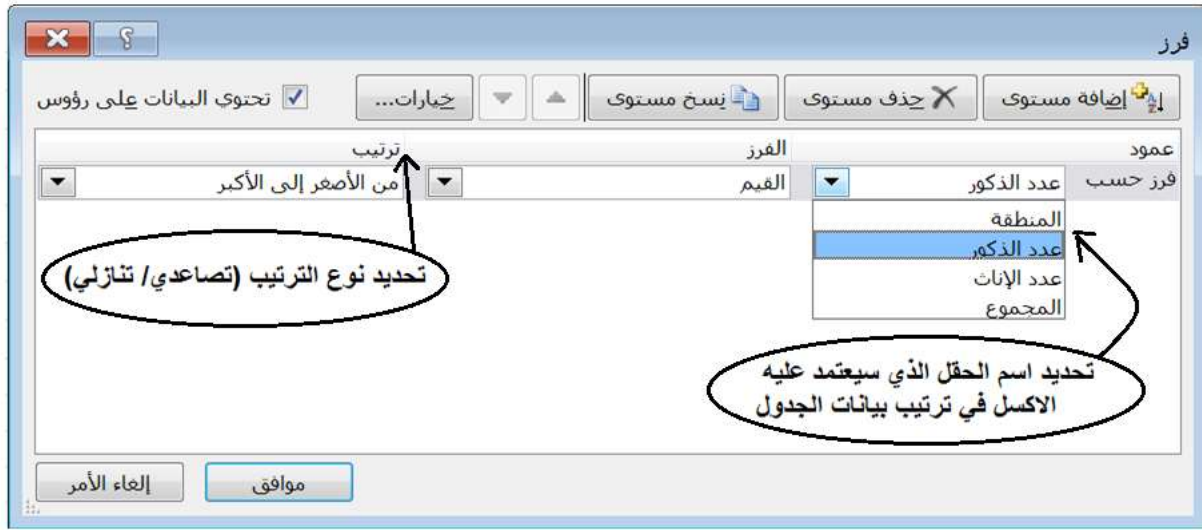 فرز
إضافة مستوى حذف مستوى نسخ مستوى خيارات... تحتوي البيانات على رؤوس
عمود الفرز ترتيب
فرز حسب عدد الذكور القيم من الأصغر إلى الأكبر
المنطقة
عدد الذكور
عدد الإناث
المجموع
تحديد نوع الترتيب (تصاعدي/ تنازلي)
تحديد اسم الحقل الذي سيعتمد عليه
الاكسل في ترتيب بيانات الجدول
موافق إلغاء الأمر